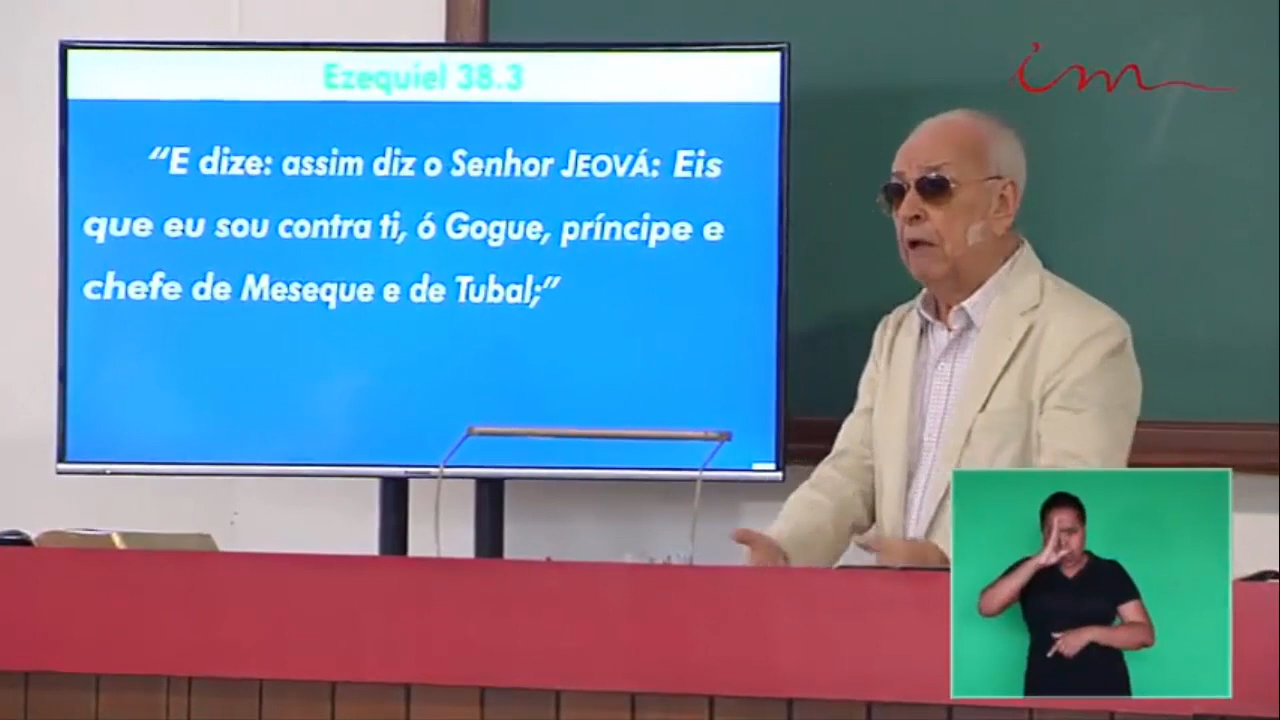 Ezequiel 38.3
“E dize: assim diz o Senhor JEOVÁ: Eis
que eu sou contra ti, ó Gogue, príncipe e
chefe de Meseque e de Tubal;”
im